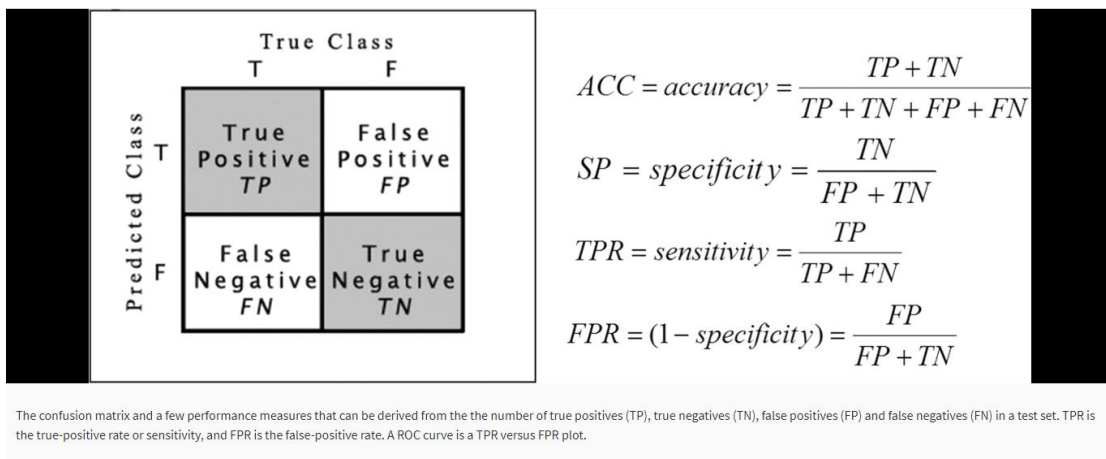 True Class
T F
Predicted Class
T
True Positive TP
False Positive FP
F
False Negative FN
True Negative TN
ACC = accuracy = (TP + TN) / (TP + TN + FP + FN)
SP = specificity = TN / (FP + TN)
TPR = sensitivity = TP / (TP + FN)
FPR = (1 − specificity) = FP / (FP + TN)
The confusion matrix and a few performance measures that can be derived from the the number of true positives (TP), true negatives (TN), false positives (FP) and false negatives (FN) in a test set. TPR is
the true-positive rate or sensitivity, and FPR is the false-positive rate. A ROC curve is a TPR versus FPR plot.